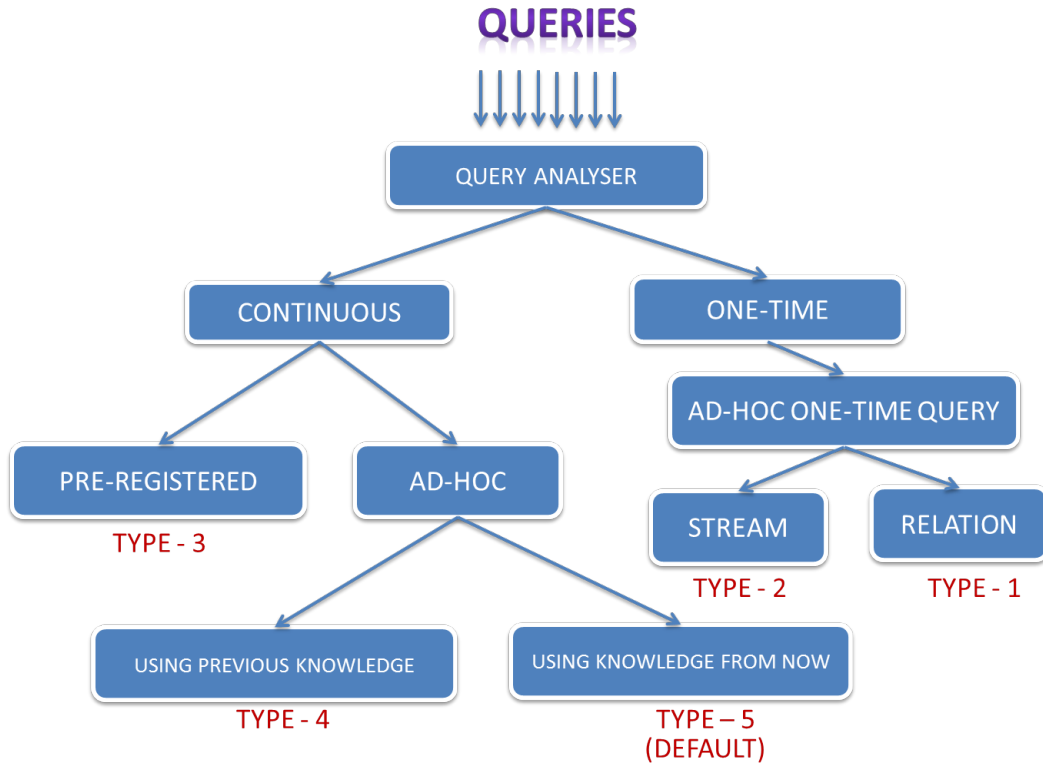 QUERIES
QUERY ANALYSER
CONTINUOUS
ONE-TIME
AD-HOC ONE-TIME QUERY
PRE-REGISTERED
AD-HOC
STREAM
RELATION
TYPE - 3
TYPE - 2
TYPE - 1
USING PREVIOUS KNOWLEDGE
USING KNOWLEDGE FROM NOW
TYPE - 4
TYPE – 5
(DEFAULT)